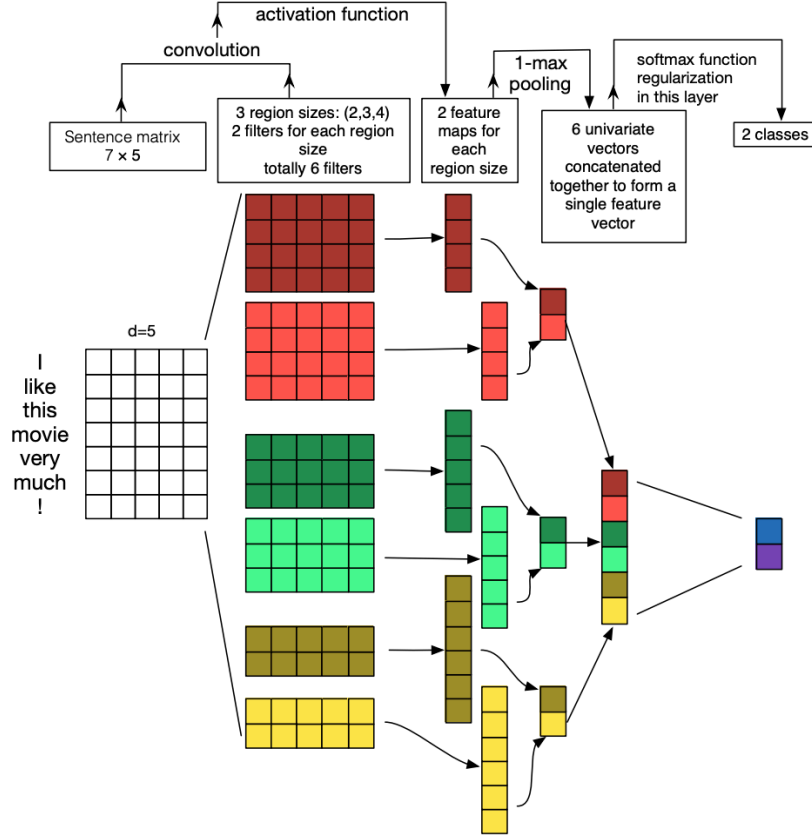 activation function
convolution
1-max
pooling
softmax function
regularization
in this layer
3 region sizes: (2,3,4)
2 filters for each region
size
totally 6 filters
2 feature
maps for
each
region size
6 univariate
vectors
concatenated
together to form a
single feature
vector
Sentence matrix
7 × 5
2 classes
d=5
I
like
this
movie
very
much
!